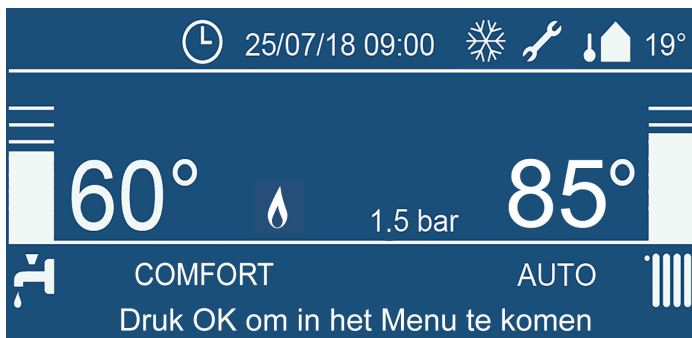 25/07/18 09:00 19°
60° 1.5 bar 85°
COMFORT AUTO
Druk OK om in het Menu te komen